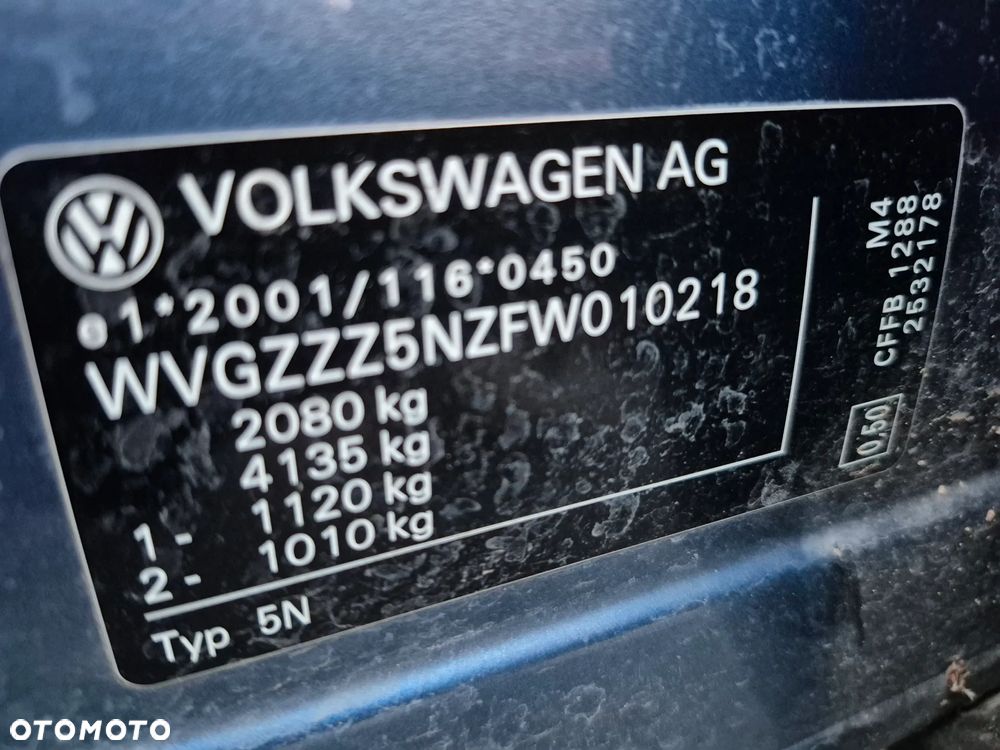 VOLKSWAGEN AG
e1*2001/116*0450
WVGZZZ5NZFW010218
2080 kg
4135 kg
1 - 1120 kg
2 - 1010 kg
Typ 5N
M4
CFFB 1288
2532178
0,50
OTOMOTO